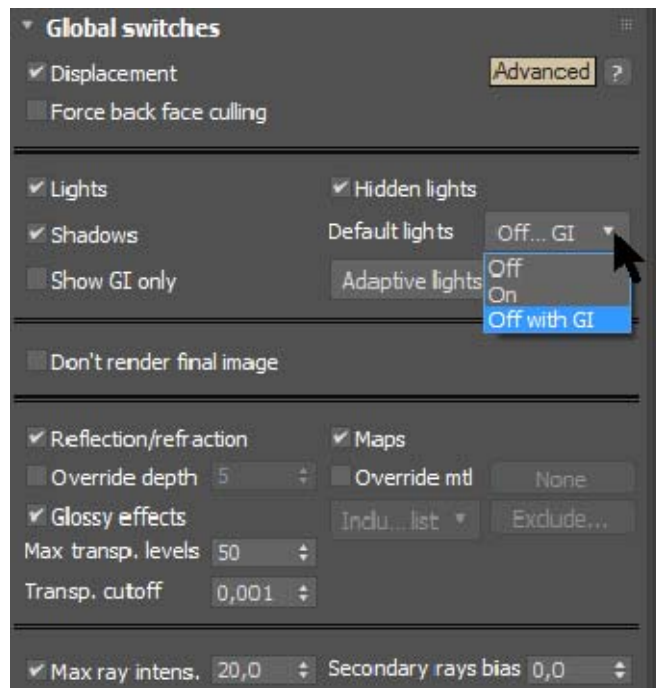 Global switches
Displacement Advanced ?
Force back face culling
Lights Hidden lights
Shadows Default lights Off... GI
Show GI only Adaptive lights Off
On
Off with GI
Don't render final image
Reflection/refraction Maps
Override depth 5 Override mtl None
Glossy effects Inclu... list Exclude...
Max transp. levels 50
Transp. cutoff 0,001
Max ray intens. 20,0 Secondary rays bias 0,0